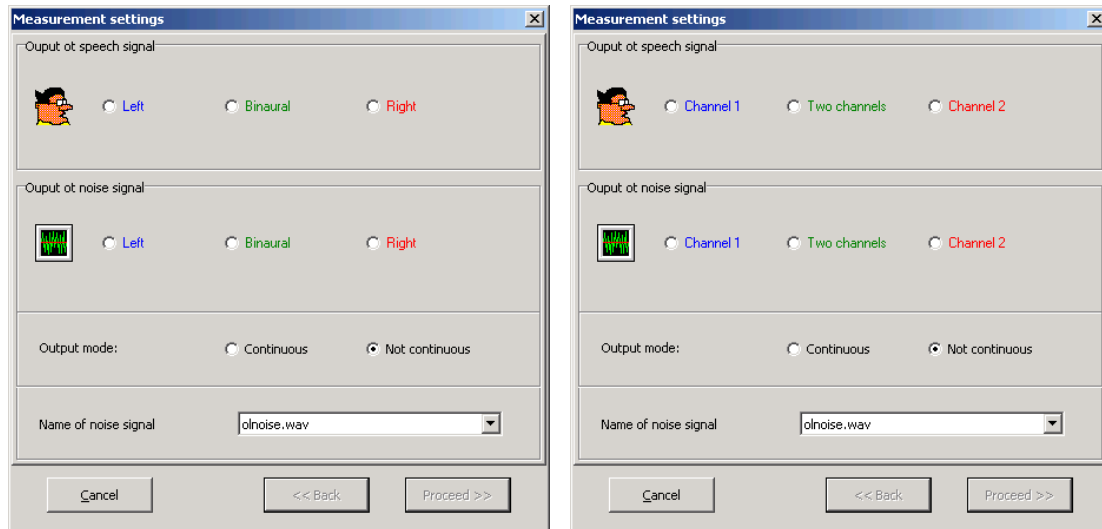 Measurement settings
Ouput ot speech signal
Left Binaural Right
Ouput ot noise signal
Left Binaural Right
Output mode: Continuous Not continuous
Name of noise signal olnoise.wav
Cancel << Back Proceed >>
Measurement settings
Ouput ot speech signal
Channel 1 Two channels Channel 2
Ouput ot noise signal
Channel 1 Two channels Channel 2
Output mode: Continuous Not continuous
Name of noise signal olnoise.wav
Cancel << Back Proceed >>